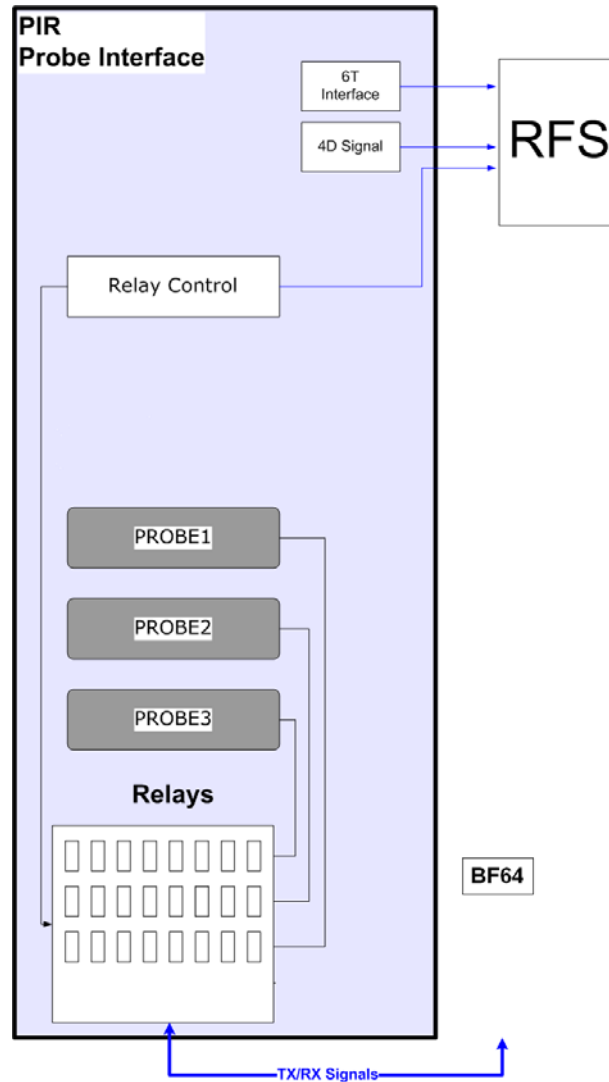 PIR
Probe Interface
6T
Interface
RFS
4D Signal
Relay Control
PROBE1
PROBE2
PROBE3
Relays
BF64
TX/RX Signals